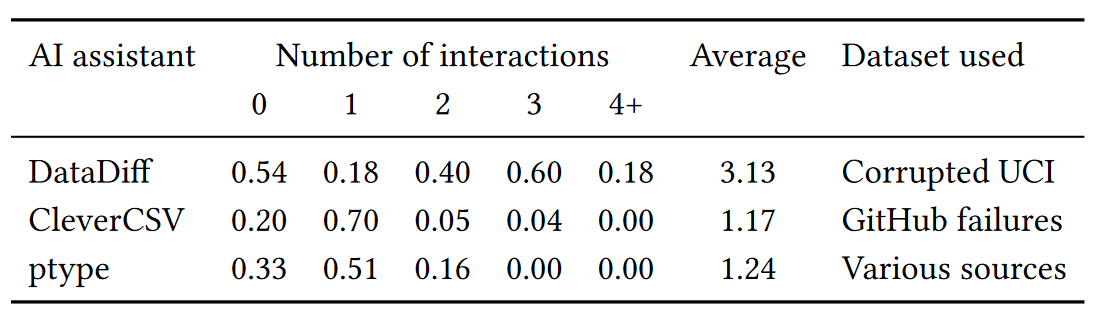 AI assistant Number of interactions Average Dataset used
0 1 2 3 4+
DataDiff 0.54 0.18 0.40 0.60 0.18 3.13 Corrupted UCI
CleverCSV 0.20 0.70 0.05 0.04 0.00 1.17 GitHub failures
ptype 0.33 0.51 0.16 0.00 0.00 1.24 Various sources